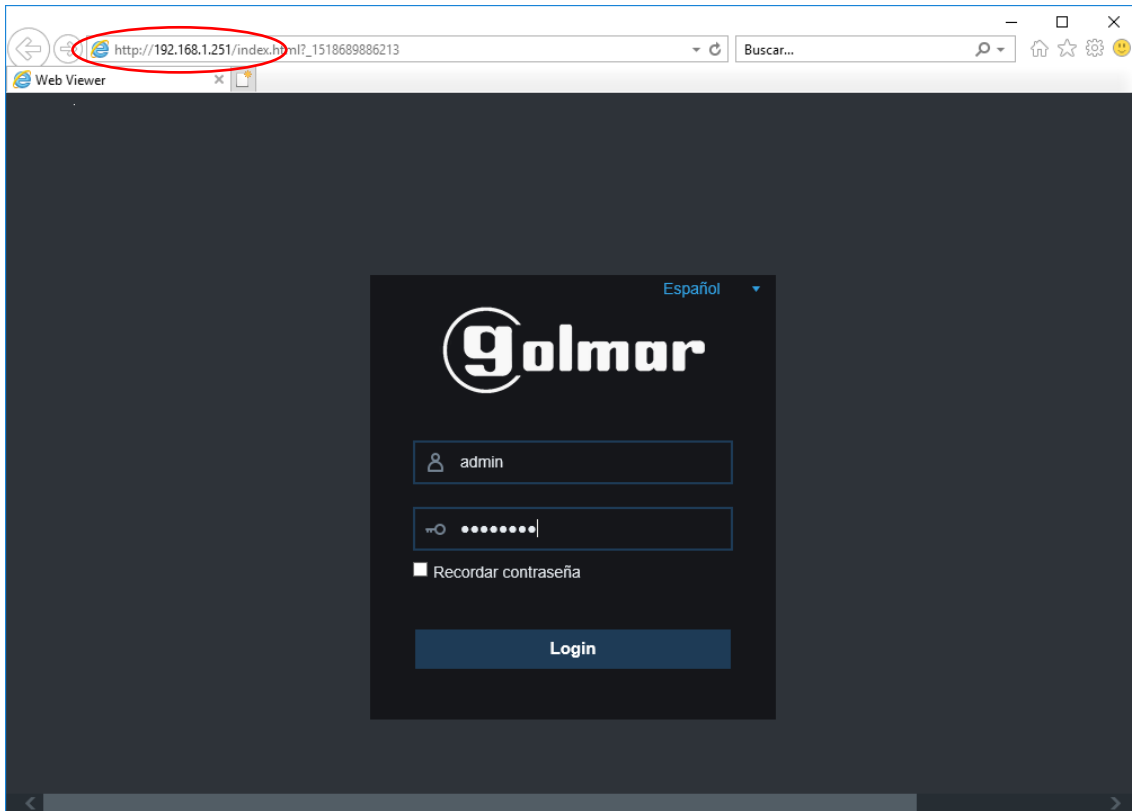 http://192.168.1.251/index.html?_1518689886213
Buscar...
Web Viewer
Español
golmar
admin
Recordar contraseña
Login